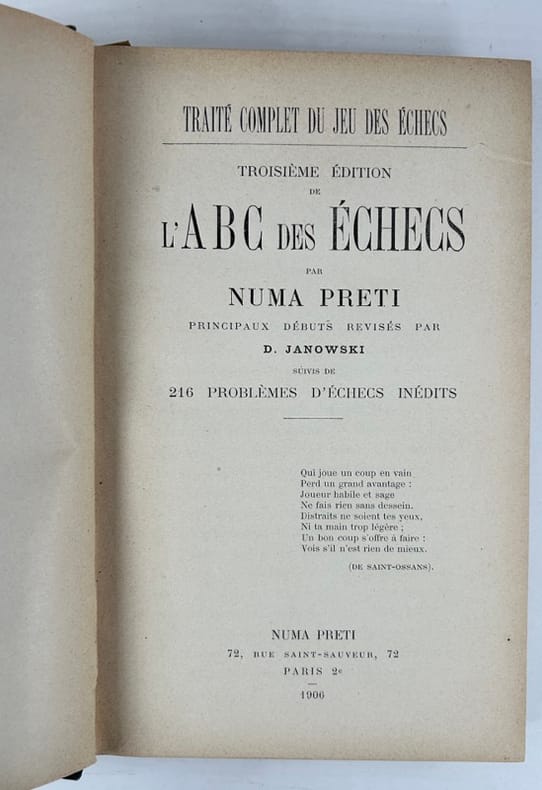 TRAITÉ COMPLET DU JEU DES ÉCHECS
TROISIÈME ÉDITION
DE
L'ABC DES ÉCHECS
PAR
NUMA PRETI
PRINCIPAUX DÉBUTS REVISÉS PAR
D. JANOWSKI
SUIVIS DE
216 PROBLÈMES D'ÉCHECS INÉDITS
Qui joue un coup en vain
Perd un grand avantage :
Joueur habile et sage
Ne fais rien sans dessein.
Distraits ne soient tes yeux,
Ni ta main trop légère ;
Un bon coup s'offre à faire :
Vois s'il n'est rien de mieux.
(DE SAINT-OSSANS).
NUMA PRETI
72, RUE SAINT-SAUVEUR, 72
PARIS 2e
1906